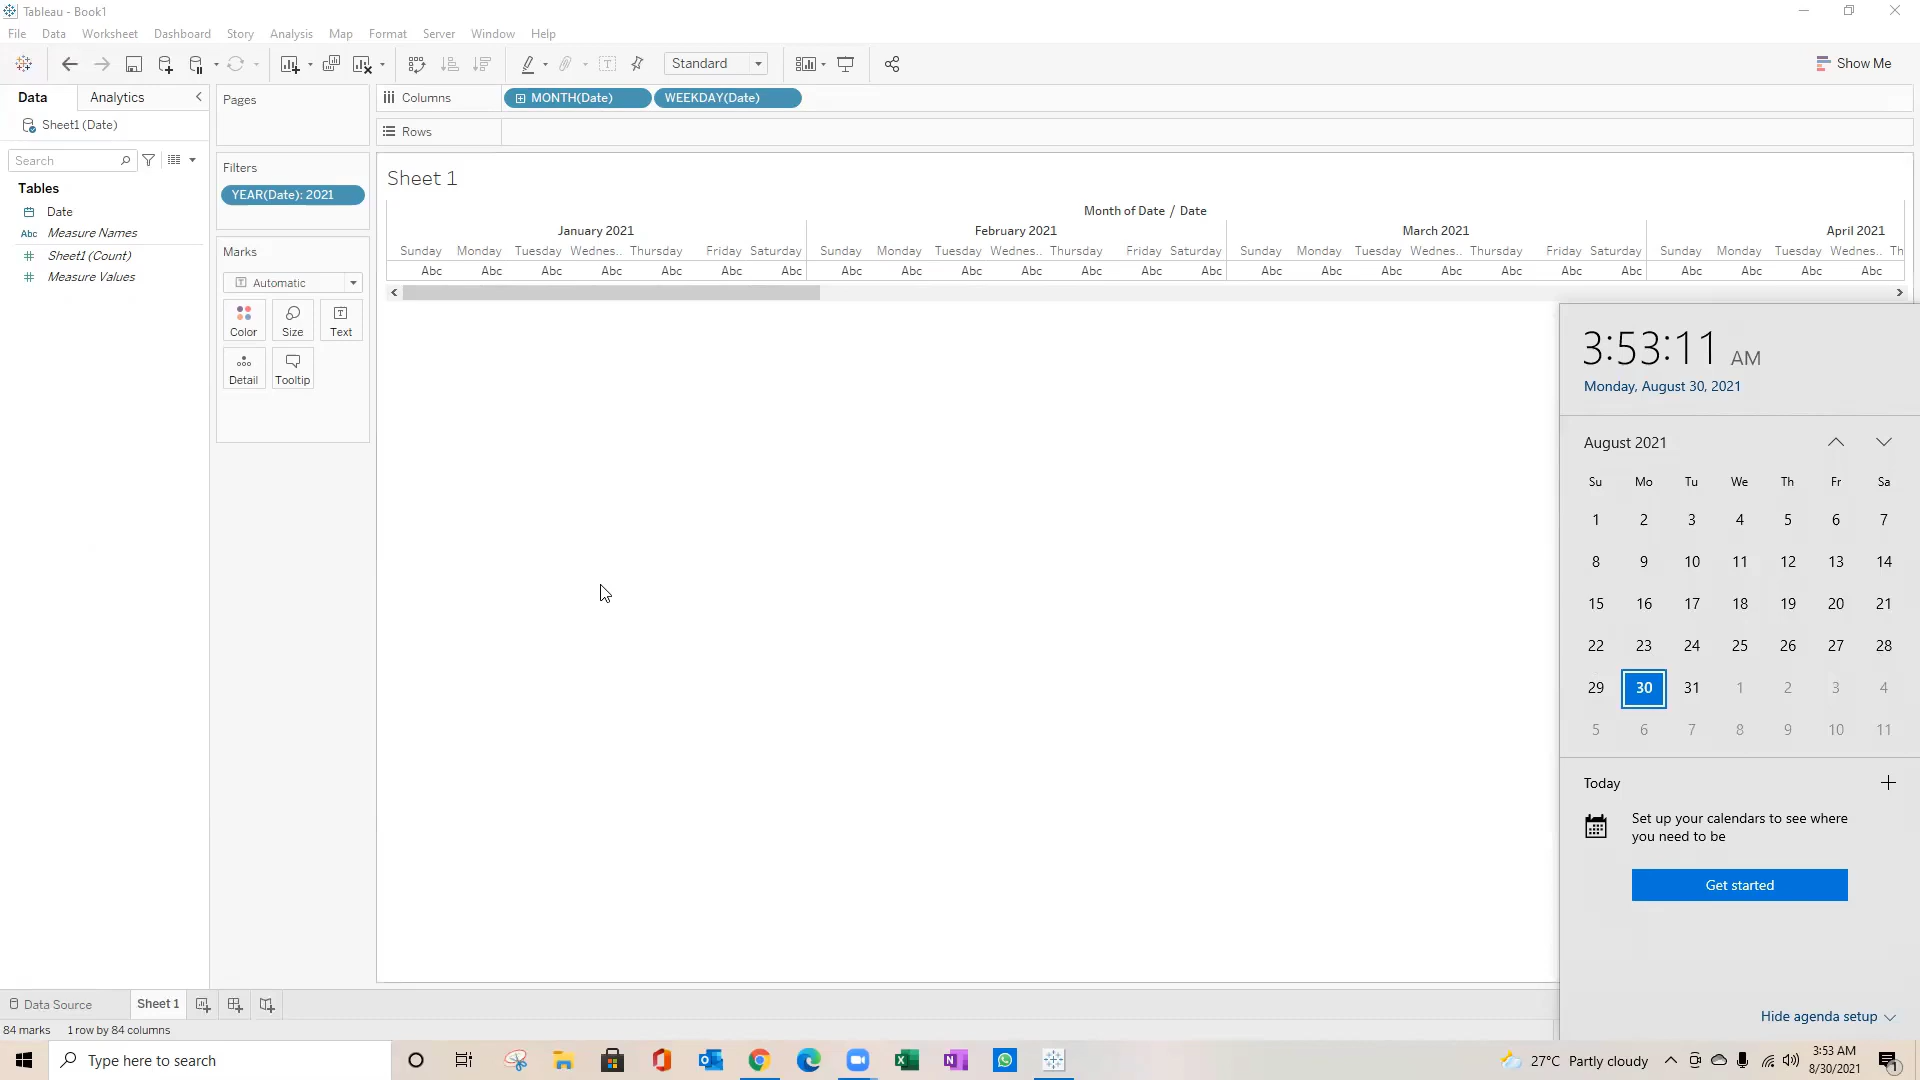 Tableau - Book1
File Data Worksheet Dashboard Story Analysis Map Format Server Window Help
Standard
Show Me
Data Analytics
Sheet1 (Date)
Search
Tables
Date
Abc Measure Names
Sheet1 (Count)
Measure Values
Pages
Filters
YEAR(Date): 2021
Marks
Automatic
Color Size Text
Detail Tooltip
Columns MONTH(Date) WEEKDAY(Date)
Rows
Sheet 1
Month of Date / Date
January 2021 February 2021 March 2021 April 2021
Sunday Monday Tuesday Wednes.. Thursday Friday Saturday Sunday Monday Tuesday Wednes.. Thursday Friday Saturday Sunday Monday Tuesday Wednes.. Thursday Friday Saturday Sunday Monday Tuesday Wednes.. Th
Abc Abc Abc Abc Abc Abc Abc Abc Abc Abc Abc Abc Abc Abc Abc Abc Abc Abc Abc Abc Abc Abc Abc Abc Abc
3:53:11 AM
Monday, August 30, 2021
August 2021
Su Mo Tu We Th Fr Sa
1 2 3 4 5 6 7
8 9 10 11 12 13 14
15 16 17 18 19 20 21
22 23 24 25 26 27 28
29 30 31 1 2 3 4
5 6 7 8 9 10 11
Today
Set up your calendars to see where
you need to be
Get started
Hide agenda setup
Data Source Sheet 1
84 marks 1 row by 84 columns
Type here to search
27°C Partly cloudy
3:53 AM
8/30/2021
1